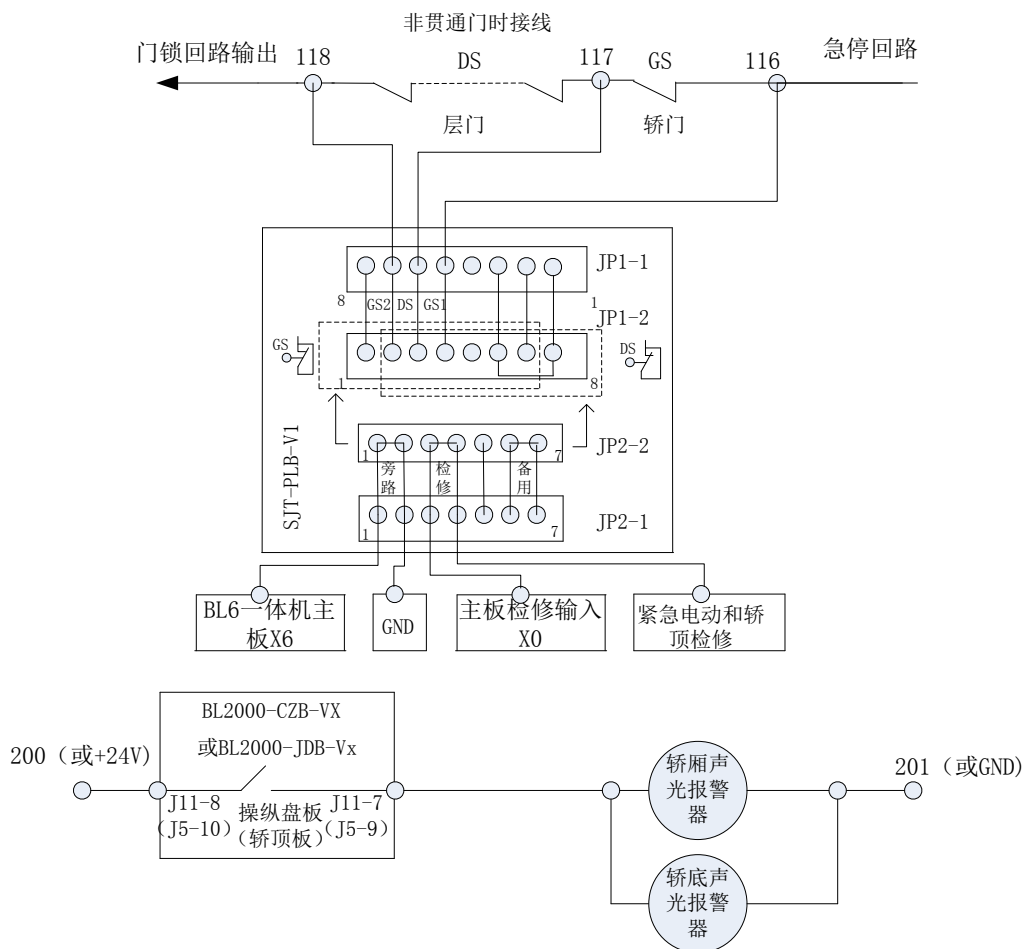 非贯通门时接线
门锁回路输出
118
DS
117
GS
116
急停回路
层门
轿门
JP1-1
8
GS2
DS
GS1
1
JP1-2
GS
DS
1
8
SJT-PLB-V1
1
7
JP2-2
旁路
检修
备用
1
7
JP2-1
BL6一体机主
板X6
GND
主板检修输入
X0
紧急电动和轿
顶检修
BL2000-CZB-VX
或BL2000-JDB-Vx
200（或+24V)
J11-8
(J5-10)
操纵盘板
(轿顶板)
J11-7
(J5-9)
轿厢声
光报警
器
201（或GND)
轿底声
光报警
器